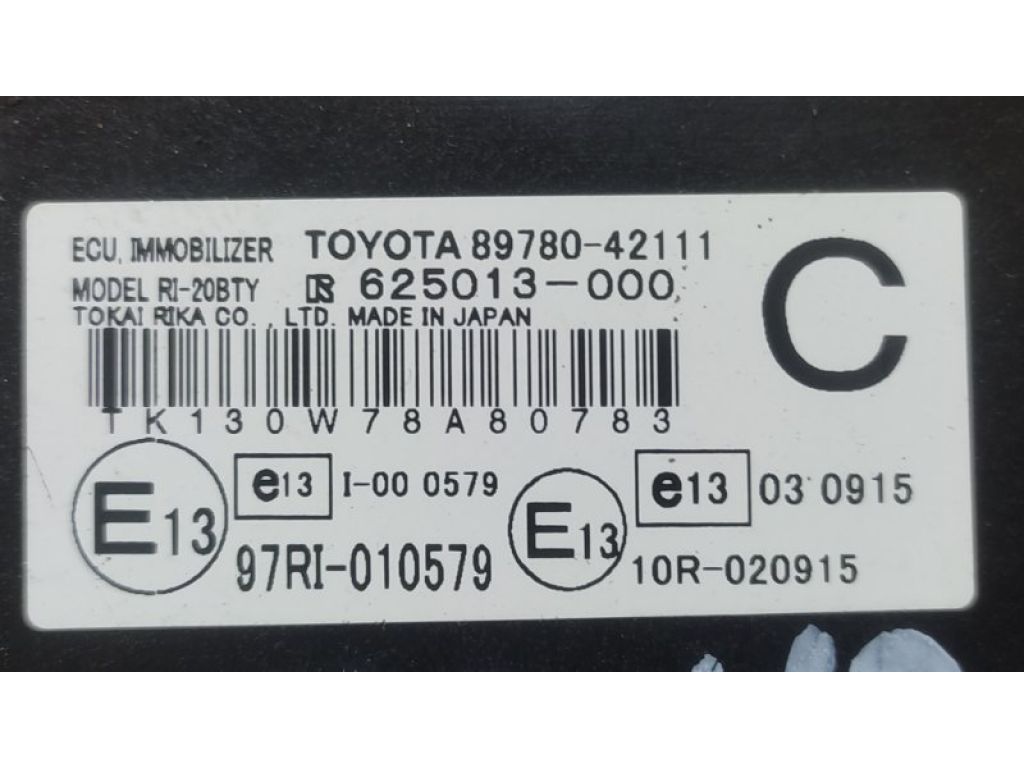 ECU, IMMOBILIZER TOYOTA 89780-42111
MODEL RI-20BTY 625013-000
TOKAI RIKA CO., LTD. MADE IN JAPAN
C
TK130W78A80783
E13 e13 I-00 0579 E13 e13 03 0915
97RI-010579 10R-020915